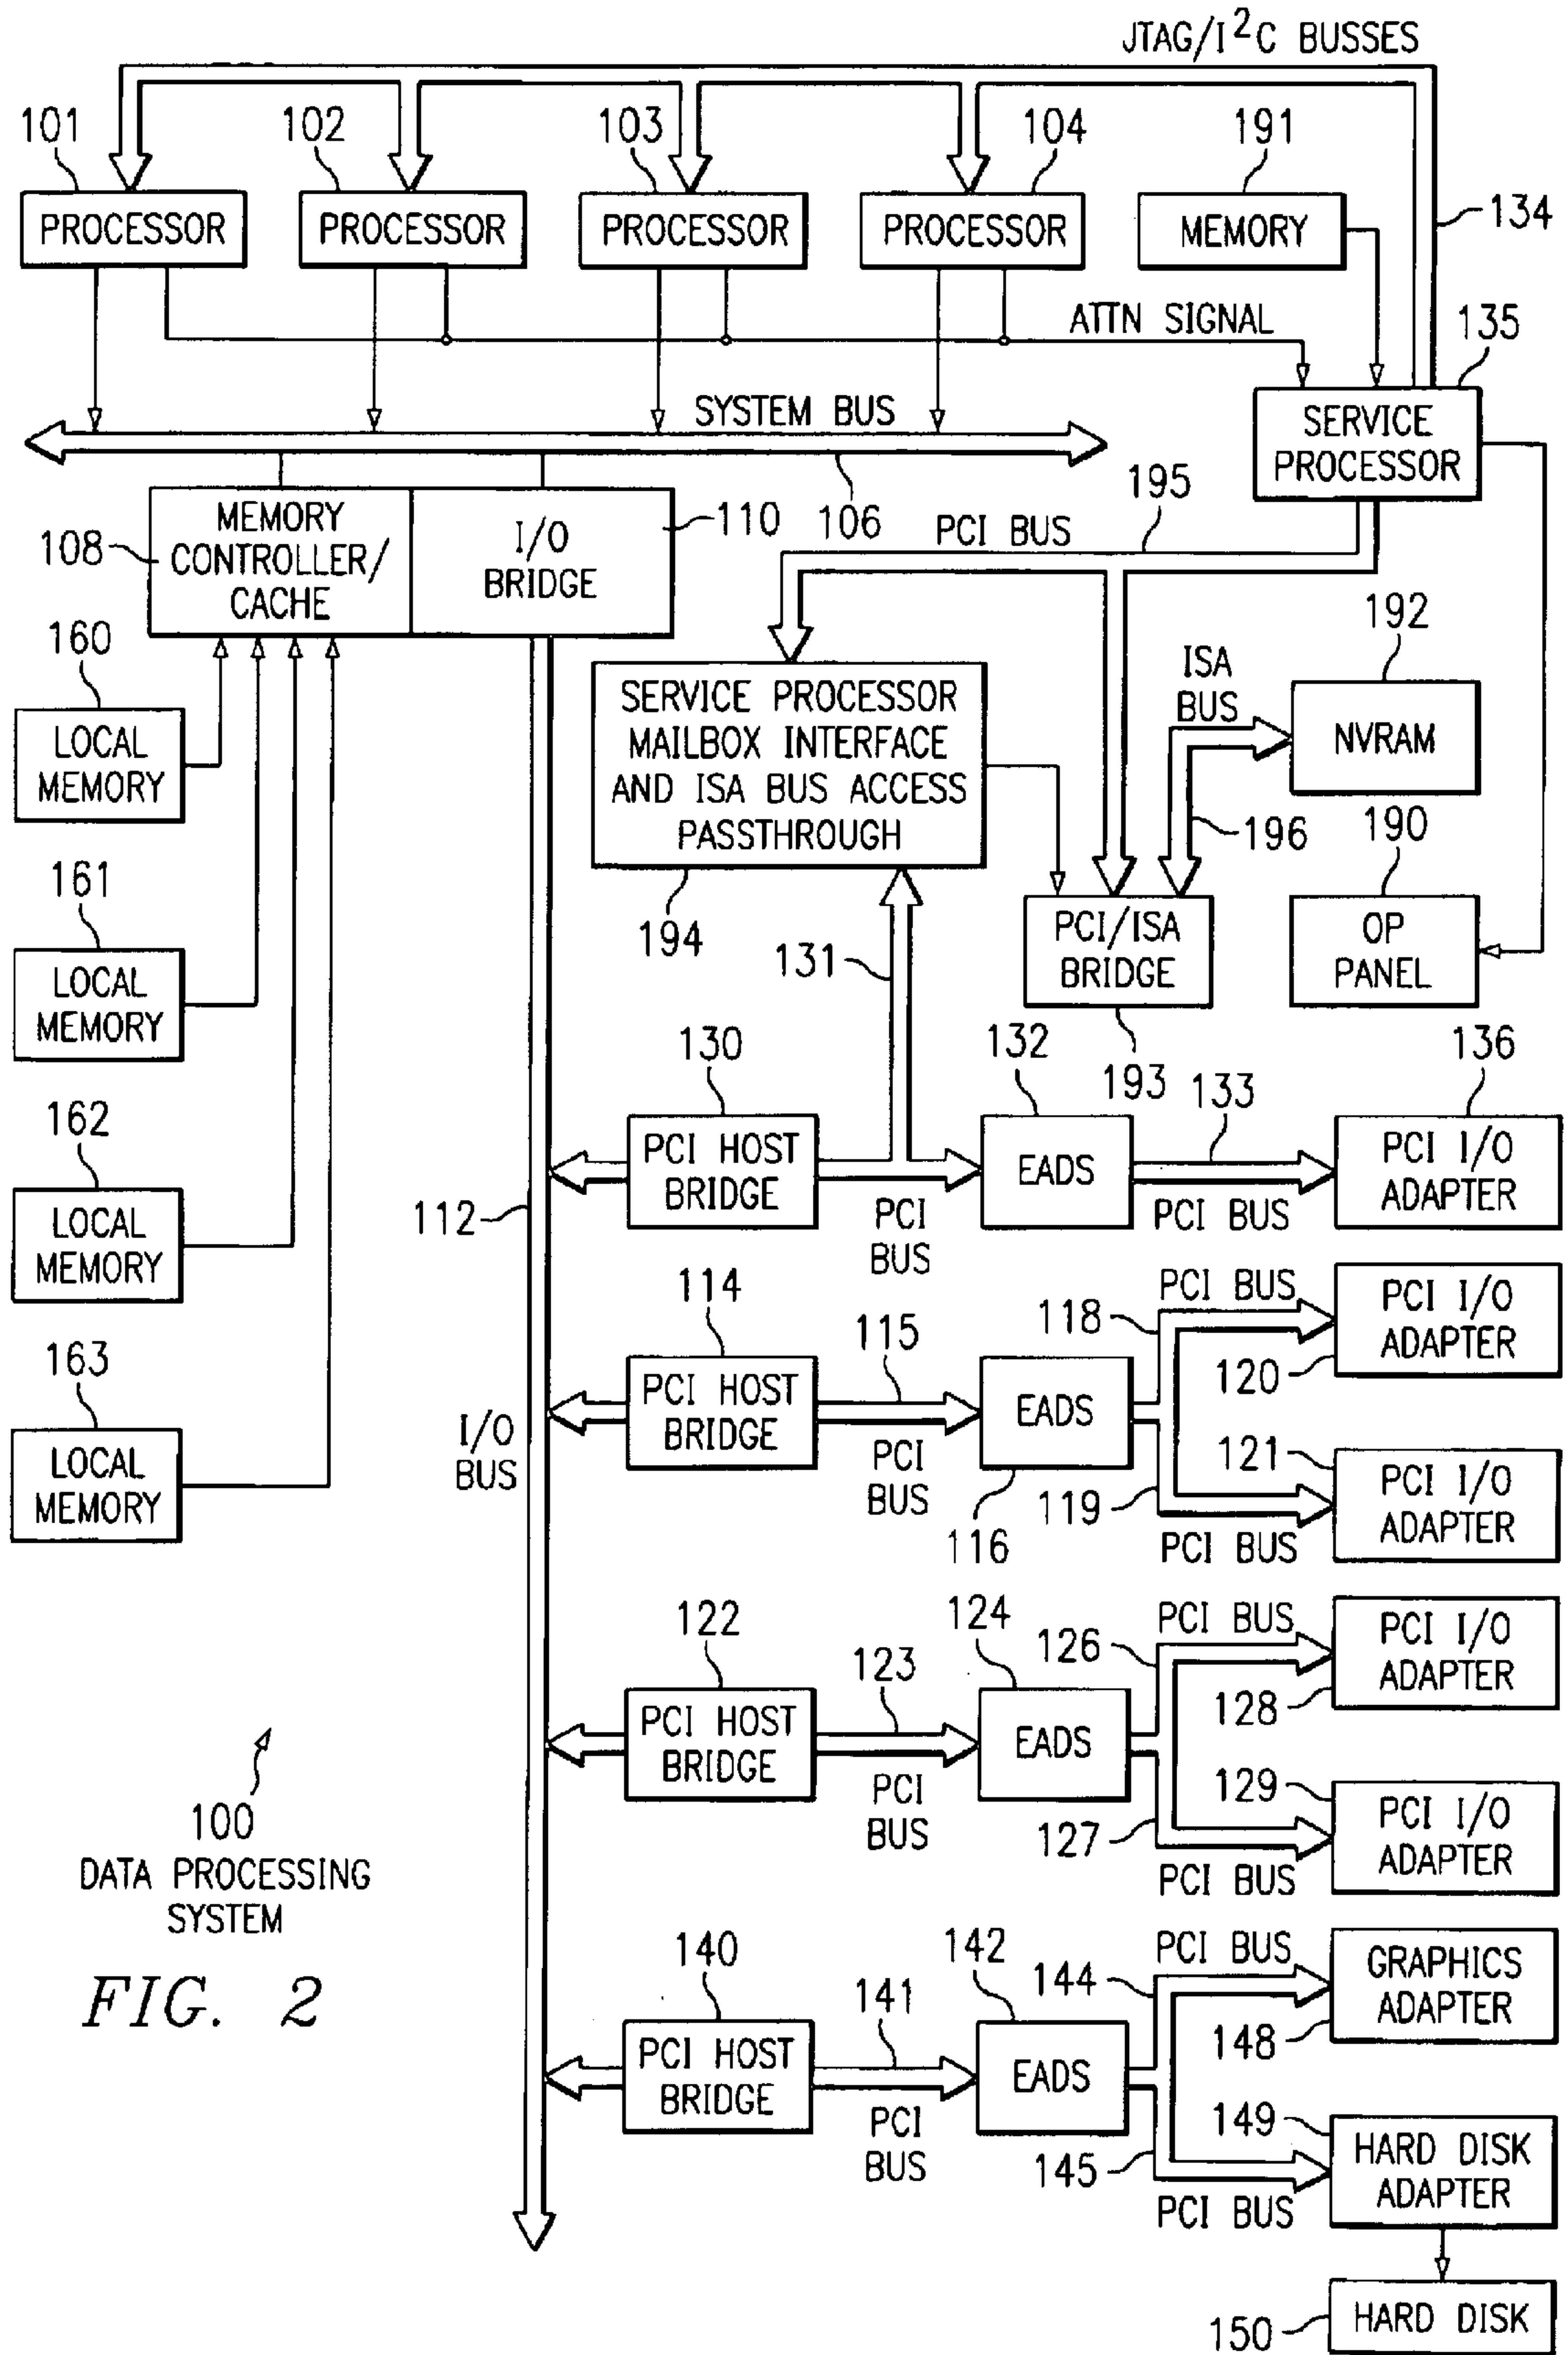 JTAG/I²C BUSSES
101
102
103
104
191
PROCESSOR
PROCESSOR
PROCESSOR
PROCESSOR
MEMORY
134
ATTN SIGNAL
135
SYSTEM BUS
SERVICE
PROCESSOR
195
106
MEMORY
CONTROLLER/
CACHE
108
I/O
BRIDGE
110
PCI BUS
160
LOCAL
MEMORY
SERVICE PROCESSOR
MAILBOX INTERFACE
AND ISA BUS ACCESS
PASSTHROUGH
194
ISA
BUS
192
NVRAM
196
190
161
LOCAL
MEMORY
131
PCI/ISA
BRIDGE
193
OP
PANEL
162
LOCAL
MEMORY
112
130
PCI HOST
BRIDGE
PCI
BUS
132
EADS
133
PCI BUS
136
PCI I/O
ADAPTER
163
LOCAL
MEMORY
I/O
BUS
114
PCI HOST
BRIDGE
115
PCI
BUS
EADS
116
118
PCI BUS
PCI I/O
ADAPTER
120
119
PCI BUS
121
PCI I/O
ADAPTER
122
PCI HOST
BRIDGE
123
PCI
BUS
124
EADS
126
PCI BUS
PCI I/O
ADAPTER
128
127
PCI BUS
129
PCI I/O
ADAPTER
100
DATA PROCESSING
SYSTEM
FIG. 2
140
PCI HOST
BRIDGE
141
PCI
BUS
142
EADS
144
PCI BUS
GRAPHICS
ADAPTER
148
145
PCI BUS
149
HARD DISK
ADAPTER
150
HARD DISK